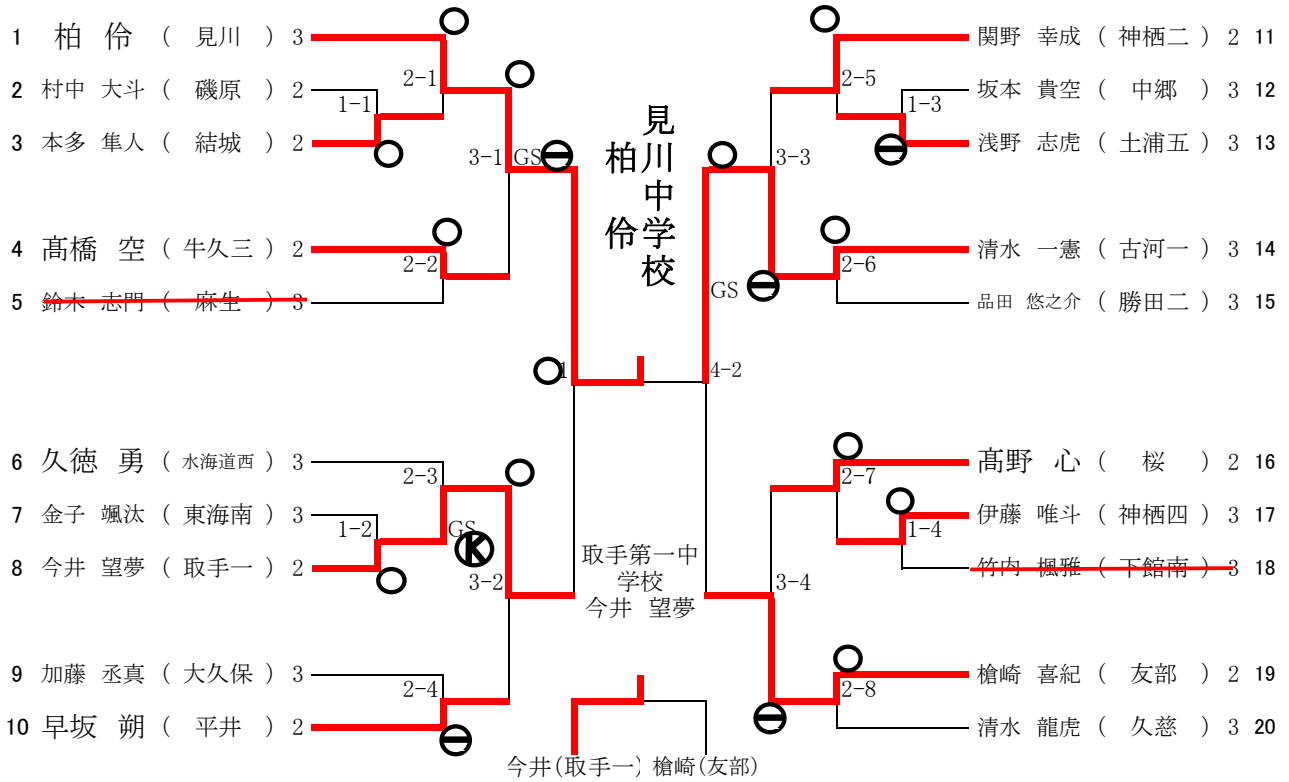 1 柏 伶 ( 見川 ) 3
2 村中 大斗 ( 磯原 ) 2
3 本多 隼人 ( 結城 ) 2
4 髙橋 空 ( 牛久三 ) 2
5 鈴木 志門 ( 麻生 ) 3
6 久徳 勇 ( 水海道西 ) 3
7 金子 颯汰 ( 東海南 ) 3
8 今井 望夢 ( 取手一 ) 2
9 加藤 丞真 ( 大久保 ) 3
10 早坂 朔 ( 平井 ) 2
1-1
2-1
2-2
3-1
GS
1
1-2
2-3
GS
K
3-2
2-4
見川中学校
柏 伶
取手第一中
学校
今井 望夢
今井(取手一)
槍崎(友部)
関野 幸成 ( 神栖二 ) 2 11
坂本 貴空 ( 中郷 ) 3 12
浅野 志虎 ( 土浦五 ) 3 13
清水 一憲 ( 古河一 ) 3 14
品田 悠之介 ( 勝田二 ) 3 15
髙野 心 ( 桜 ) 2 16
伊藤 唯斗 ( 神栖四 ) 3 17
竹内 楓雅 ( 下館南 ) 3 18
槍崎 喜紀 ( 友部 ) 2 19
清水 龍虎 ( 久慈 ) 3 20
2-5
1-3
3-3
2-6
GS
4-2
2-7
1-4
3-4
2-8